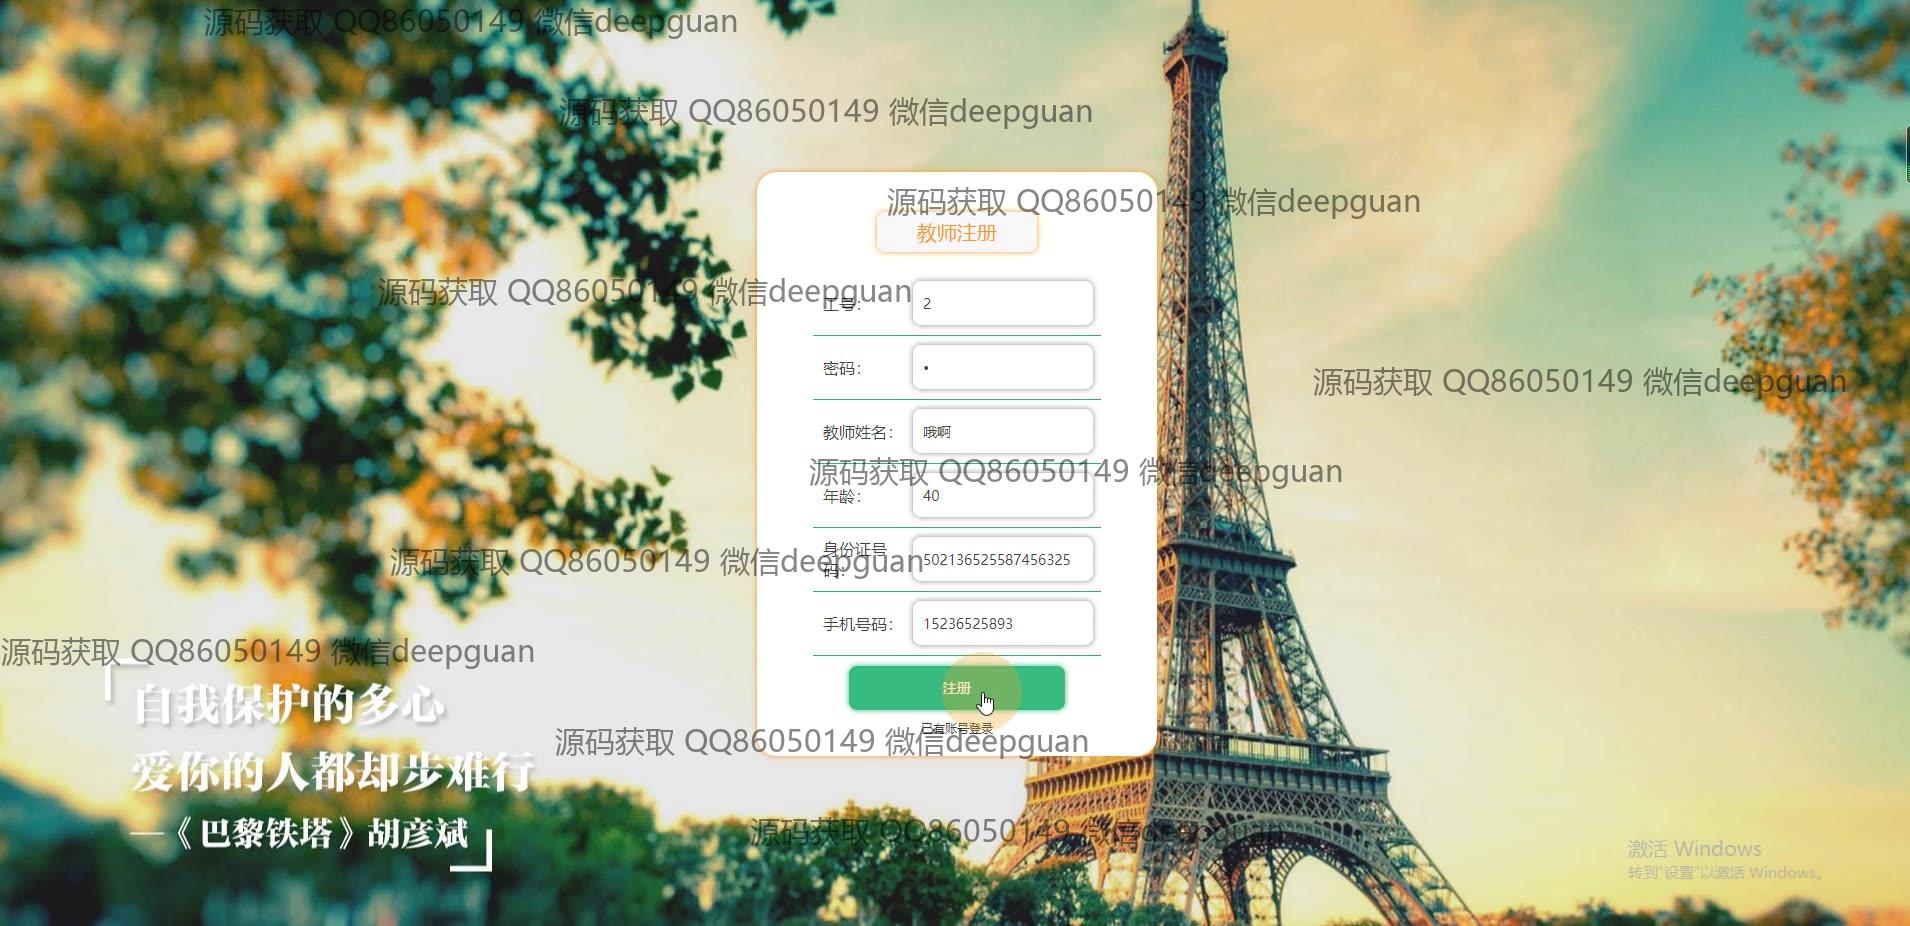 源码获取 QQ86050149 微信deepguan
源码获取 QQ86050149 微信deepguan
源码获取 QQ86050149 微信deepguan
教师注册
源码获取 QQ86050149 微信deepguan
工号：
2
密码：
•
源码获取 QQ86050149 微信deepguan
教师姓名：
哦啊
源码获取 QQ86050149 微信deepguan
年龄：
40
源码获取 QQ86050149 微信deepguan
身份证号码：
502136525587456325
手机号码：
15236525893
源码获取 QQ86050149 微信deepguan
注册
自我保护的多心
已有账号登录
源码获取 QQ86050149 微信deepguan
爱你的人都却步难行
—《巴黎铁塔》胡彦斌
源码获取 QQ86050149 微信deepguan
激活 Windows
转到“设置”以激活 Windows。